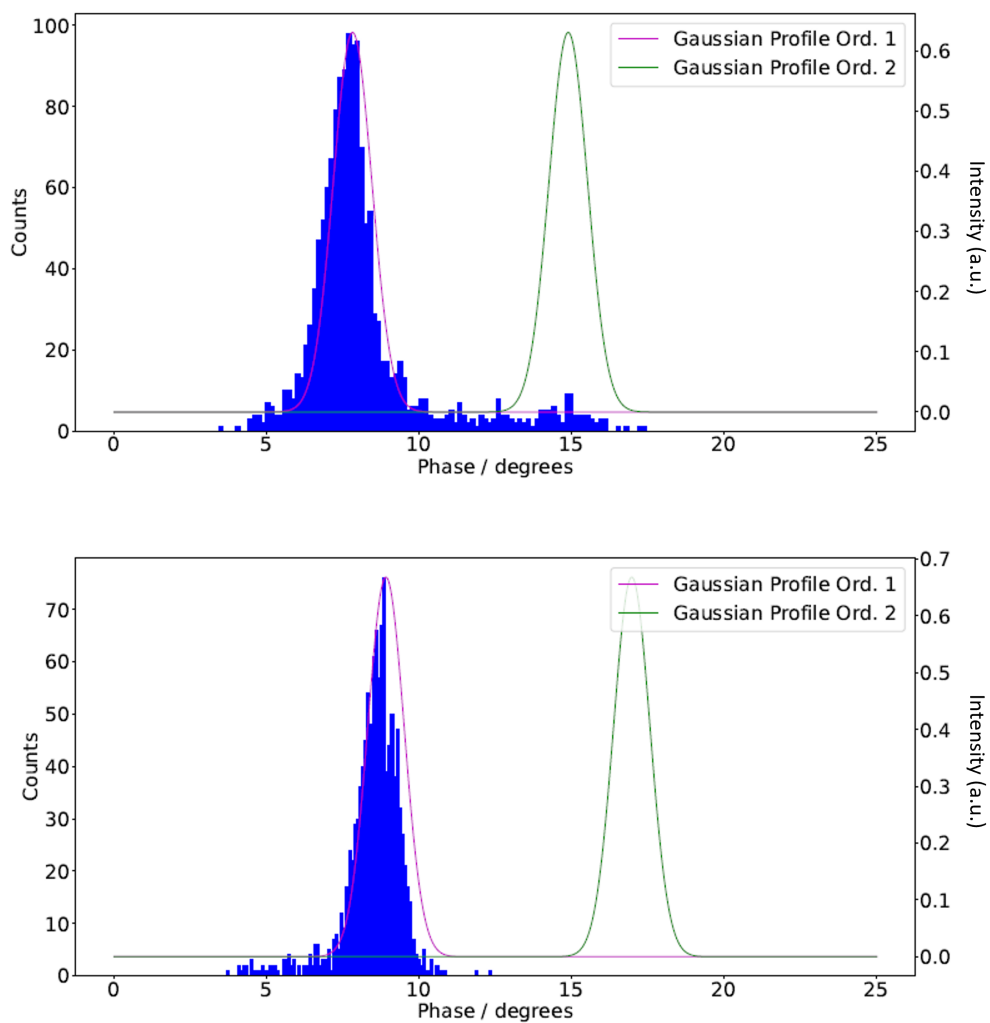 100
80
60
40
20
0
Counts
0.6
0.5
0.4
0.3
0.2
0.1
0.0
Intensity (a.u.)
Gaussian Profile Ord. 1
Gaussian Profile Ord. 2
0 5 10 15 20 25
Phase / degrees
70
60
50
40
30
20
10
0
Counts
0.7
0.6
0.5
0.4
0.3
0.2
0.1
0.0
Intensity (a.u.)
Gaussian Profile Ord. 1
Gaussian Profile Ord. 2
0 5 10 15 20 25
Phase / degrees